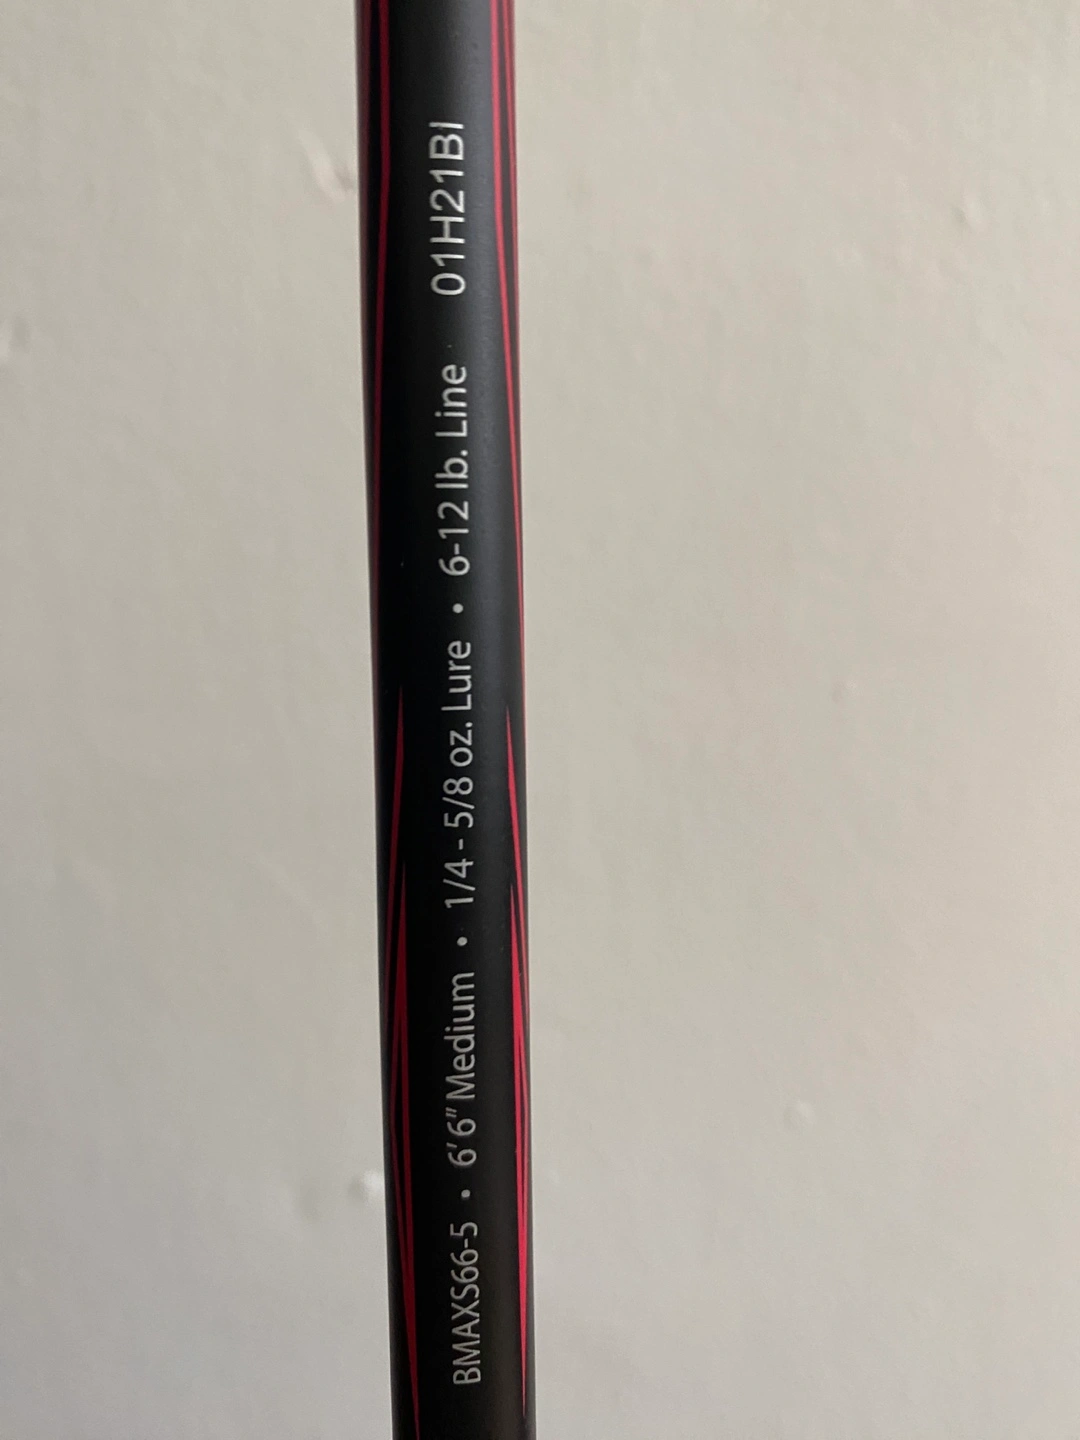 BMAXS66-5 • 6'6" Medium • 1/4 - 5/8 oz. Lure • 6-12 lb. Line 01H21BI